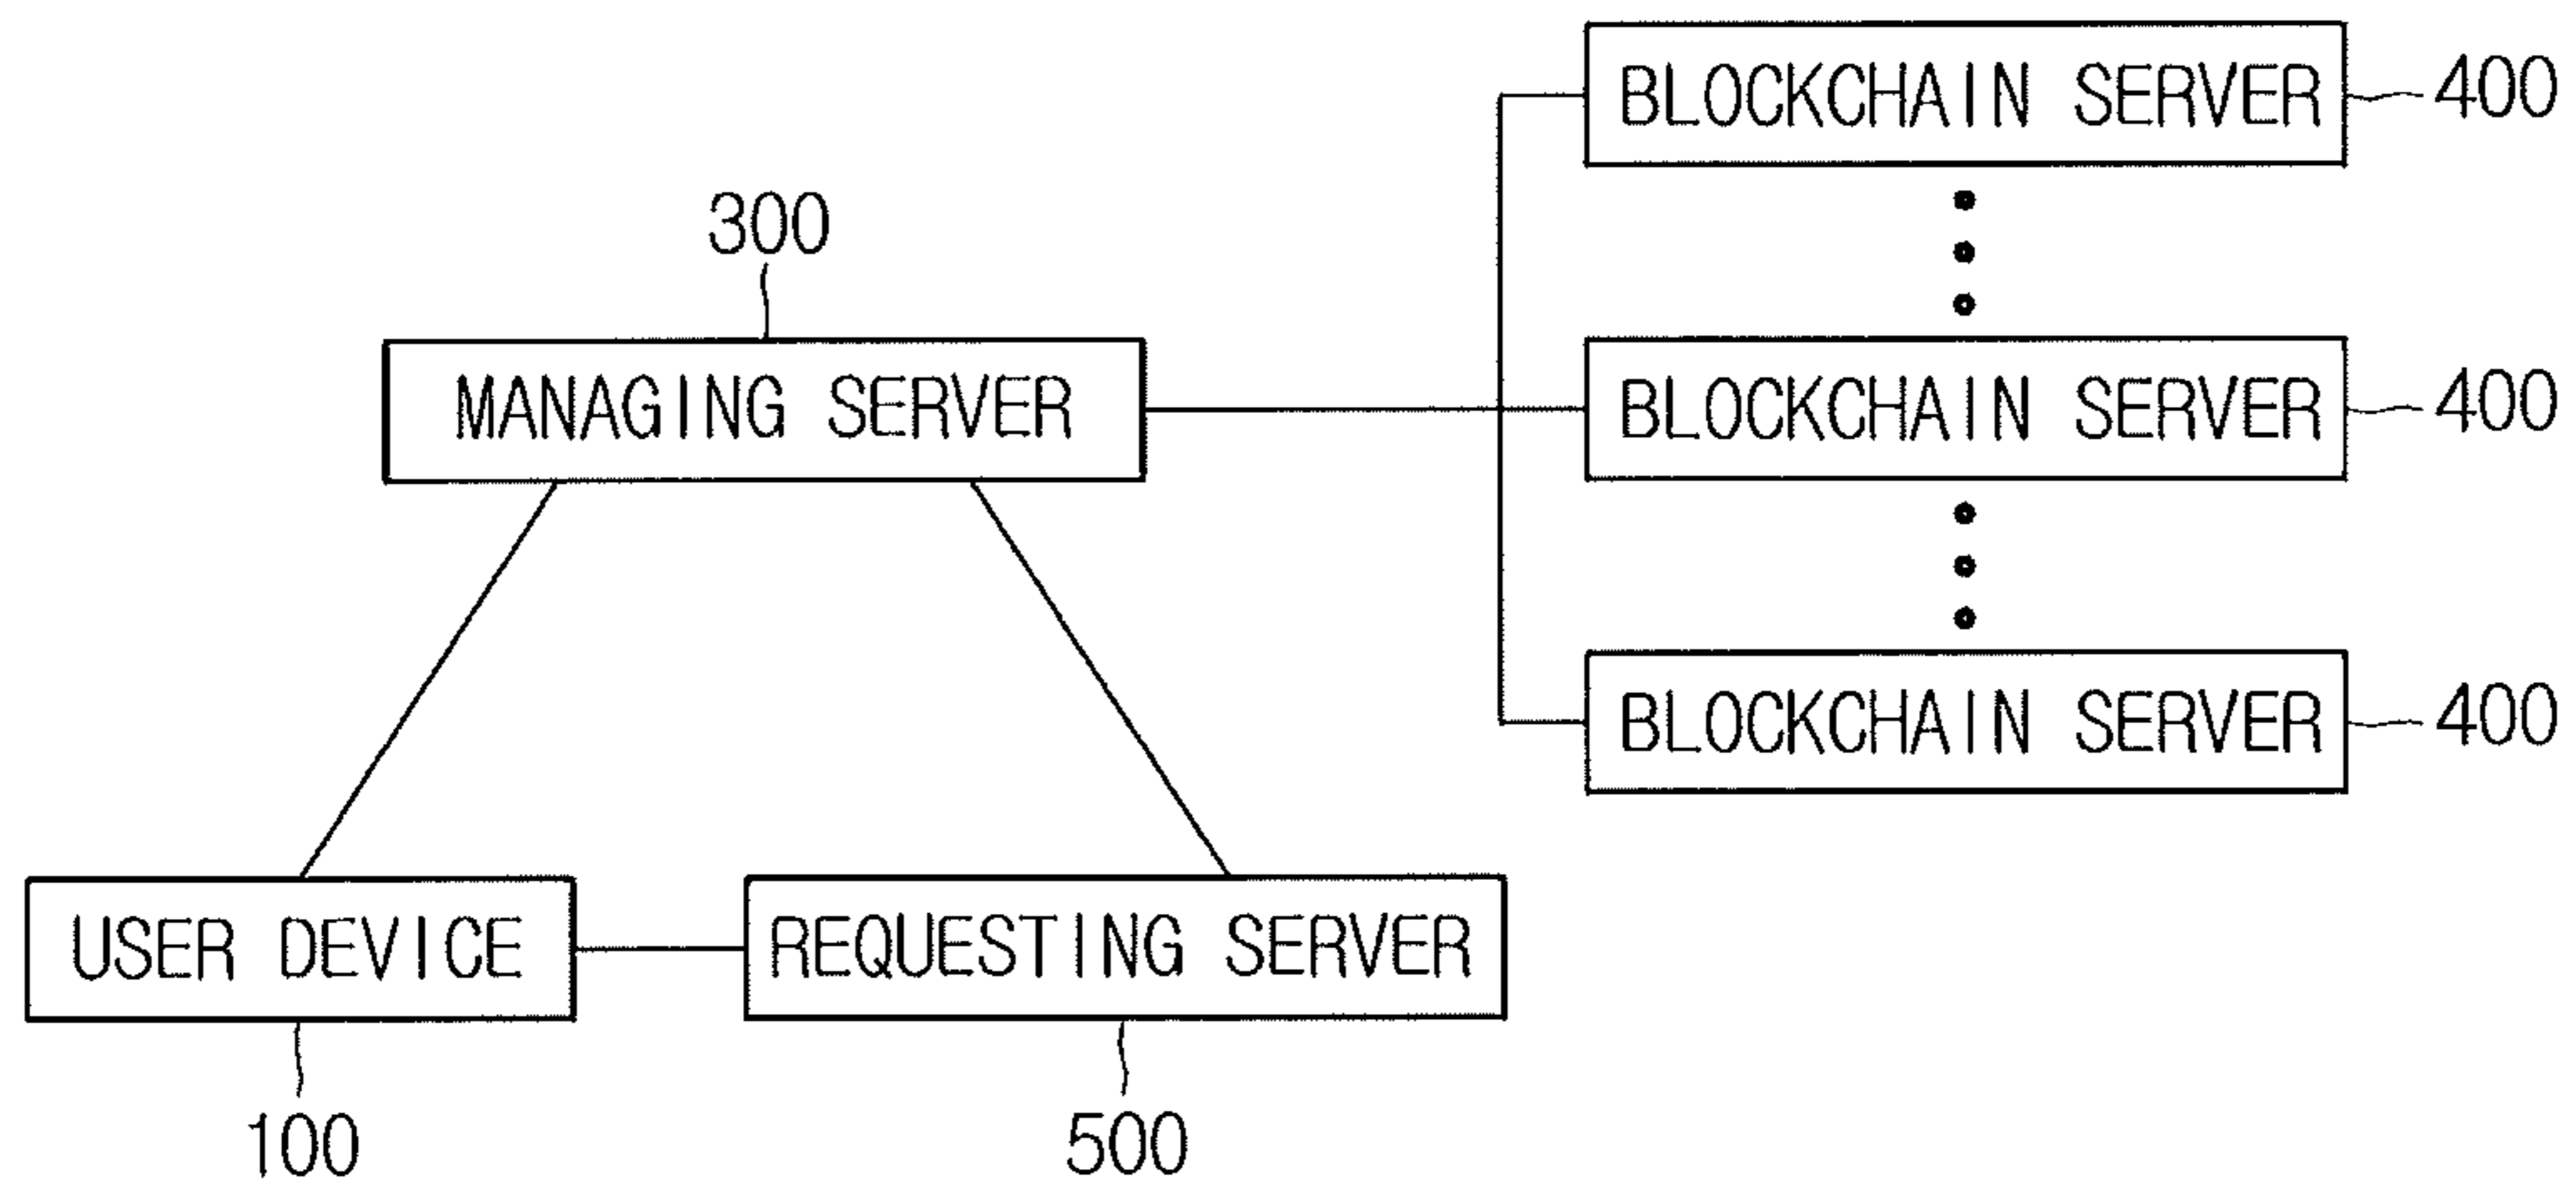 BLOCKCHAIN SERVER 400
300
MANAGING SERVER
BLOCKCHAIN SERVER 400
BLOCKCHAIN SERVER 400
USER DEVICE
REQUESTING SERVER
100
500